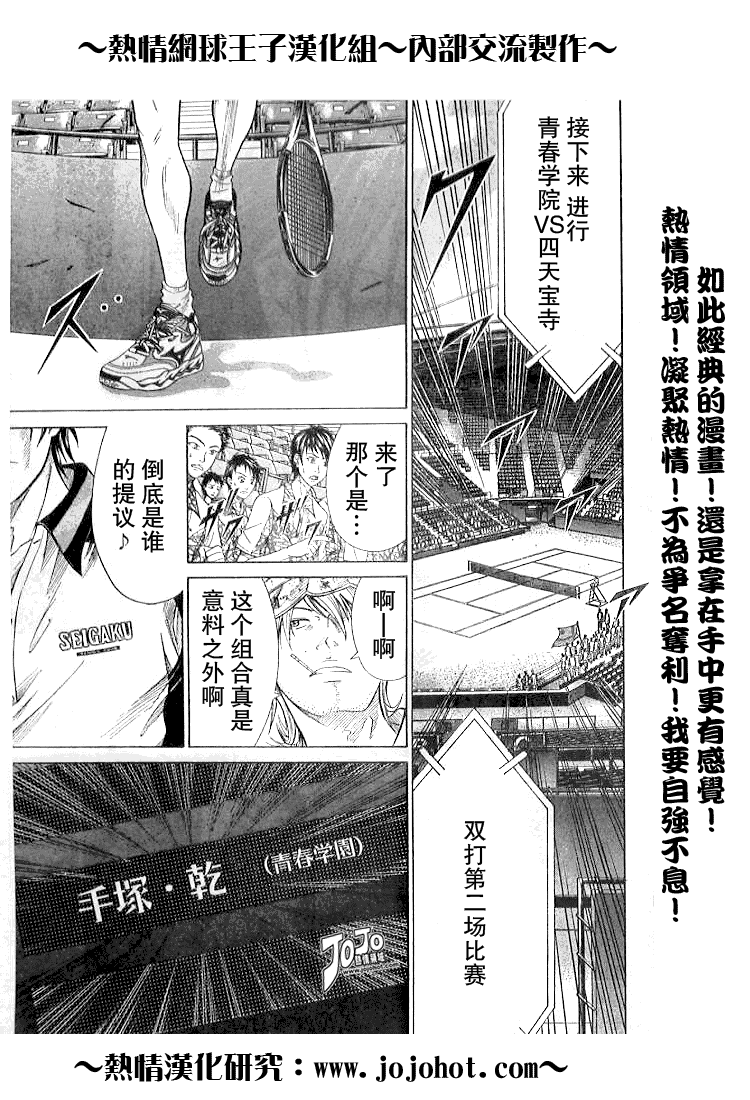 ～熱情網球王子漢化組～內部交流製作～
接下来 进行
青春学院
VS四天宝寺
双打第二场比赛
来了
那个是…
倒底是谁
的提议♪
SEIGAKU
啊ー啊
这个组合真是
意料之外啊
手塚・乾
(青春学園)
JOJO
熱情領域
如此經典的漫畫！還是拿在手中更有感覺！
熱情領域！凝聚熱情！不為爭名奪利！我要自強不息！
～熱情漢化研究：www.jojohot.com～